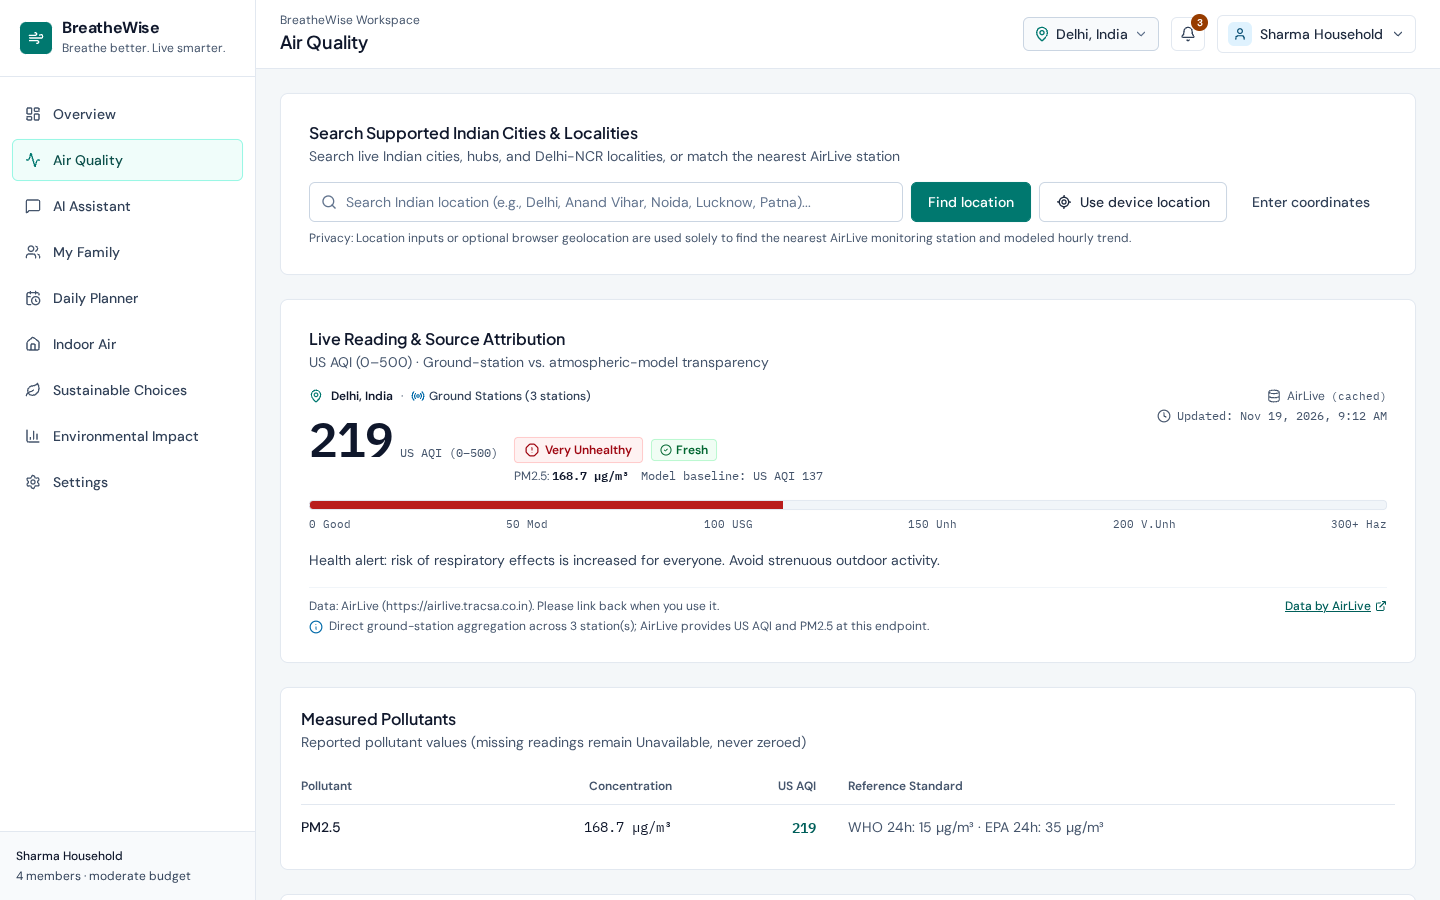 BreatheWise
Breathe better. Live smarter.
Overview
Air Quality
AI Assistant
My Family
Daily Planner
Indoor Air
Sustainable Choices
Environmental Impact
Settings
Sharma Household
4 members · moderate budget
BreatheWise Workspace
Air Quality
Delhi, India
3
Sharma Household
Search Supported Indian Cities & Localities
Search live Indian cities, hubs, and Delhi-NCR localities, or match the nearest AirLive station
Search Indian location (e.g., Delhi, Anand Vihar, Noida, Lucknow, Patna)...
Find location
Use device location
Enter coordinates
Privacy: Location inputs or optional browser geolocation are used solely to find the nearest AirLive monitoring station and modeled hourly trend.
Live Reading & Source Attribution
US AQI (0–500) · Ground-station vs. atmospheric-model transparency
Delhi, India · Ground Stations (3 stations)
AirLive (cached)
Updated: Nov 19, 2026, 9:12 AM
219 US AQI (0–500)
Very Unhealthy
Fresh
PM2.5: 168.7 µg/m³ Model baseline: US AQI 137
0 Good 50 Mod 100 USG 150 Unh 200 V.Unh 300+ Haz
Health alert: risk of respiratory effects is increased for everyone. Avoid strenuous outdoor activity.
Data: AirLive (https://airlive.tracsa.co.in). Please link back when you use it.
Data by AirLive
Direct ground-station aggregation across 3 station(s); AirLive provides US AQI and PM2.5 at this endpoint.
Measured Pollutants
Reported pollutant values (missing readings remain Unavailable, never zeroed)
Pollutant Concentration US AQI Reference Standard
PM2.5 168.7 µg/m³ 219 WHO 24h: 15 µg/m³ · EPA 24h: 35 µg/m³